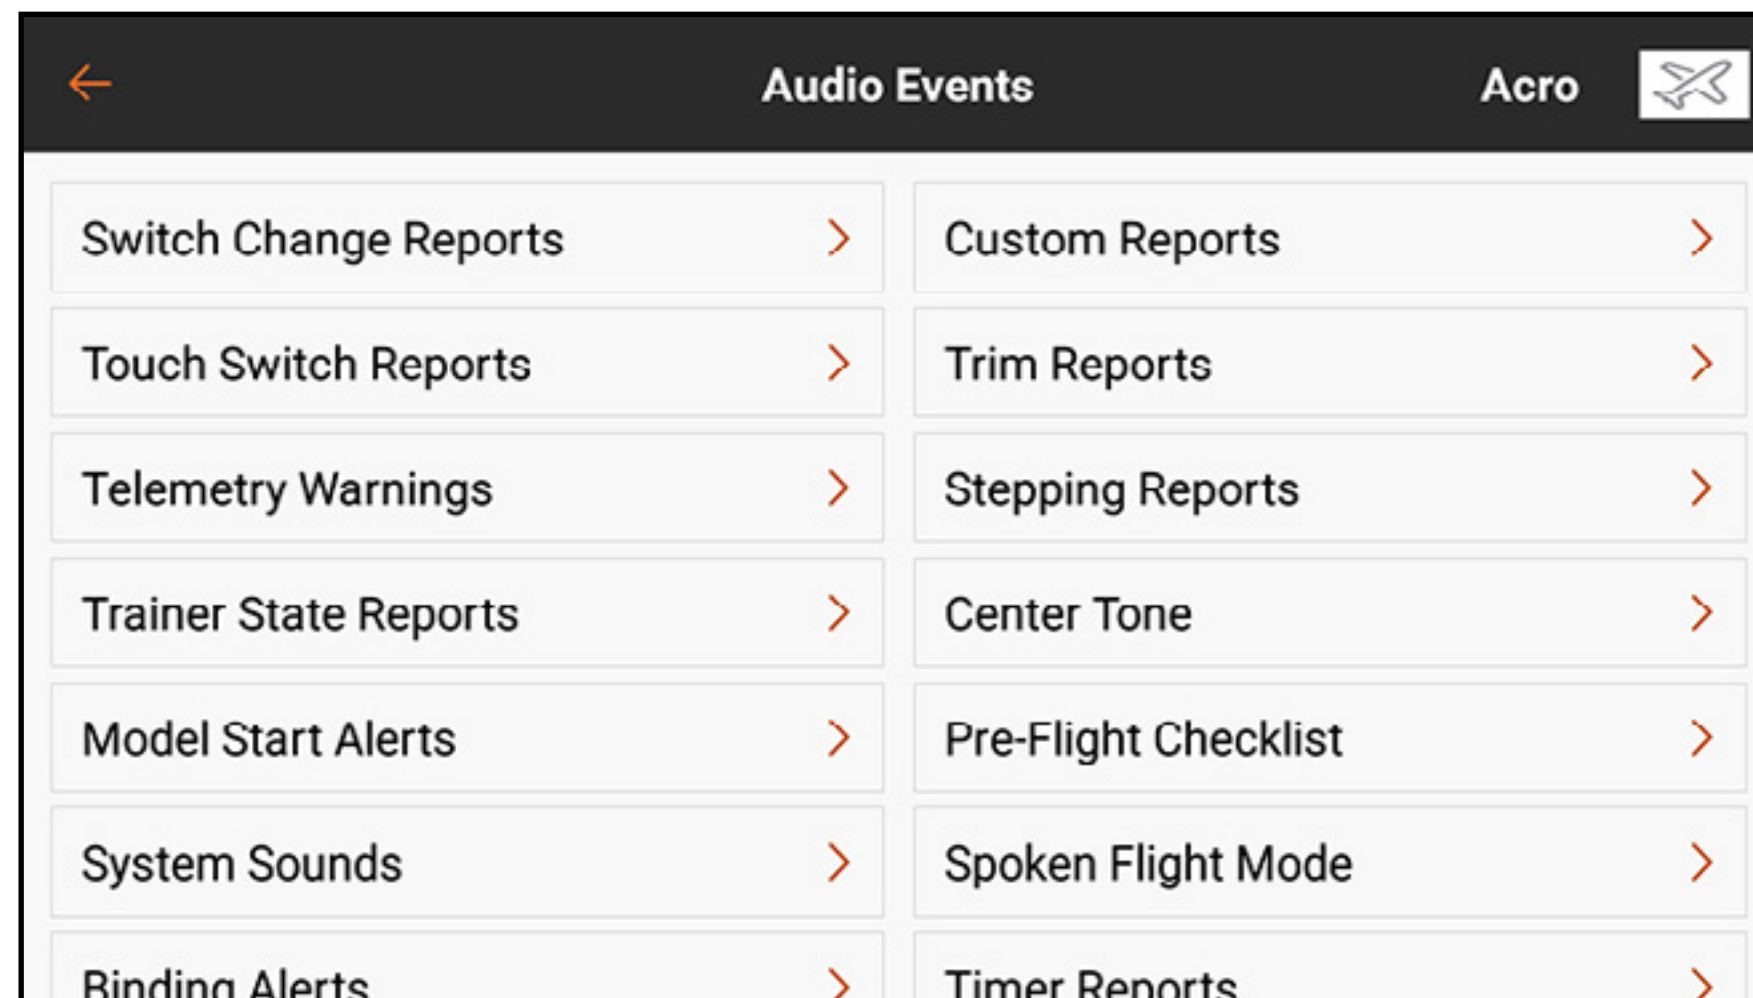 Audio Events
Acro
Switch Change Reports
Custom Reports
Touch Switch Reports
Trim Reports
Telemetry Warnings
Stepping Reports
Trainer State Reports
Center Tone
Model Start Alerts
Pre-Flight Checklist
System Sounds
Spoken Flight Mode
Binding Alerts
Timer Reports